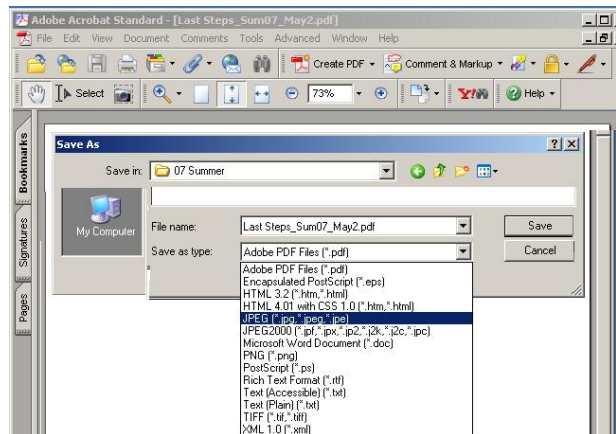 Adobe Acrobat Standard - [Last Steps_Sum07_May2.pdf]
File Edit View Document Comments Tools Advanced Window Help
Create PDF Comment & Markup
Select 73% Y! Help
Bookmarks
Signatures
Pages
Save As
Save in: 07 Summer
My Computer
File name: Last Steps_Sum07_May2.pdf Save
Save as type: Adobe PDF Files (*.pdf) Cancel
Adobe PDF Files (*.pdf)
Encapsulated PostScript (*.eps)
HTML 3.2 (*.htm,*.html)
HTML 4.01 with CSS 1.0 (*.htm,*.html)
JPEG (*.jpg,*.jpeg,*.jpe)
JPEG2000 (*.jpf,*.jpx,*.jp2,*.j2k,*.j2c,*.jpc)
Microsoft Word Document (*.doc)
PNG (*.png)
PostScript (*.ps)
Rich Text Format (*.rtf)
Text (Accessible) (*.txt)
Text (Plain) (*.txt)
TIFF (*.tif,*.tiff)
XML 1.0 (*.xml)